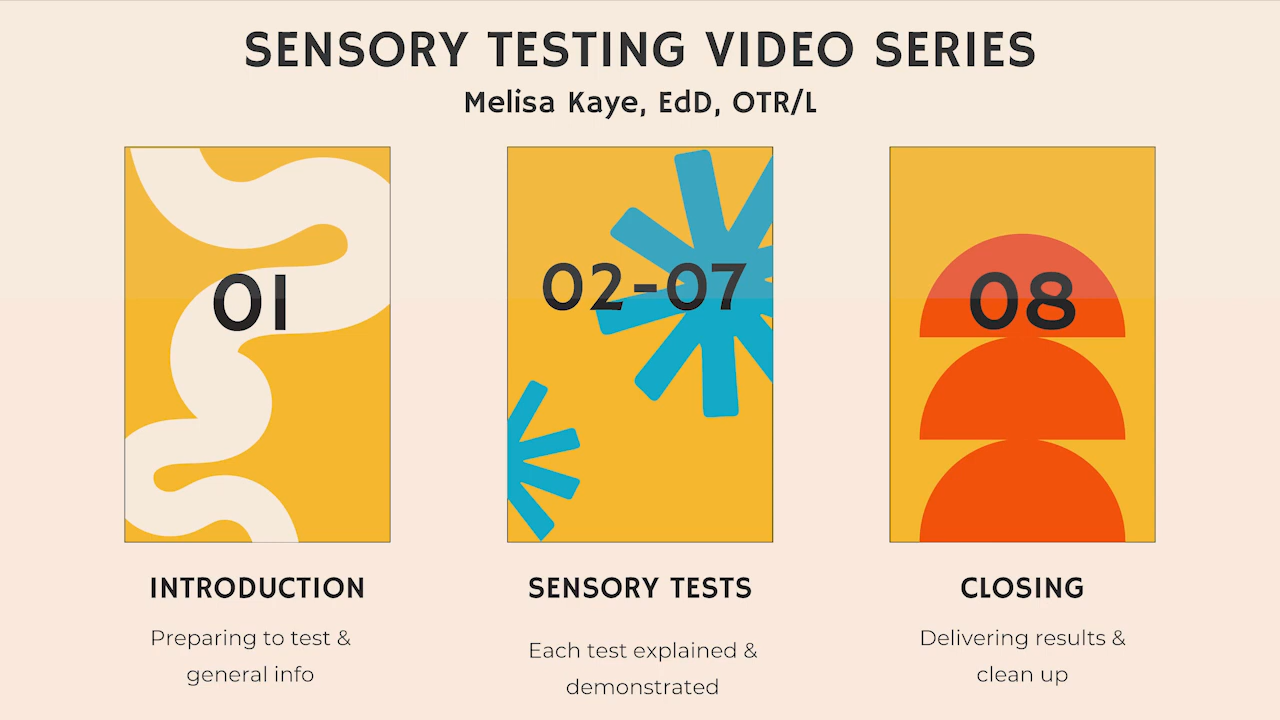 SENSORY TESTING VIDEO SERIES
Melisa Kaye, EdD, OTR/L
01
INTRODUCTION
Preparing to test &
general info
02-07
SENSORY TESTS
Each test explained &
demonstrated
08
CLOSING
Delivering results &
clean up